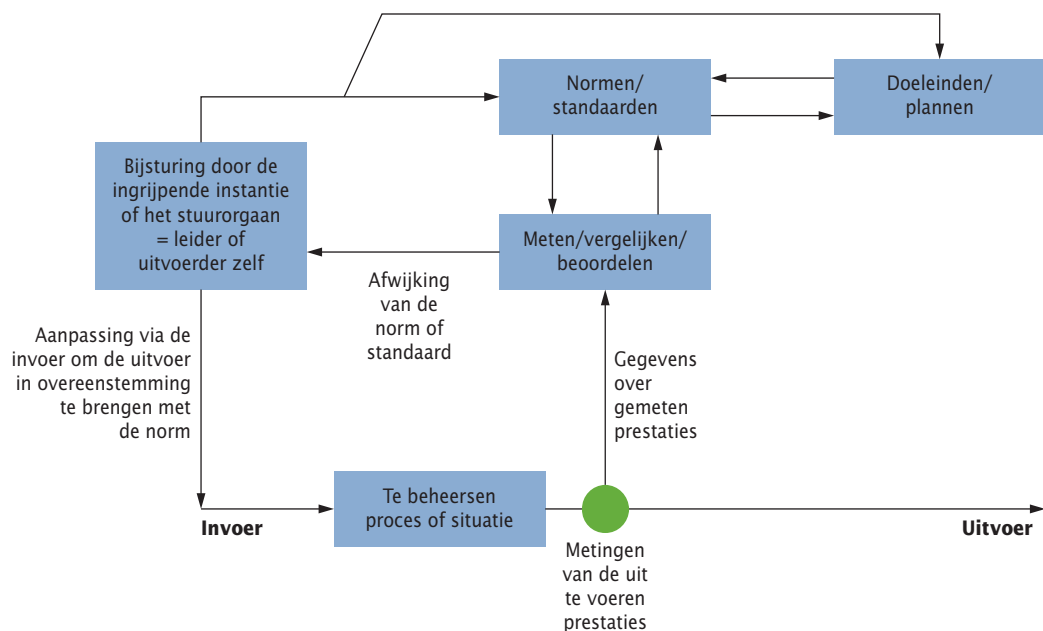 Normen/
standaarden
Doeleinden/
plannen
Bijsturing door de
ingrijpende instantie
of het stuurorgaan
= leider of
uitvoerder zelf
Meten/vergelijken/
beoordelen
Afwijking
van de
norm of
standaard
Aanpassing via de
invoer om de uitvoer
in overeenstemming
te brengen met
de norm
Gegevens
over
gemeten
prestaties
Te beheersen
proces of situatie
Invoer
Uitvoer
Metingen
van de uit
te voeren
prestaties